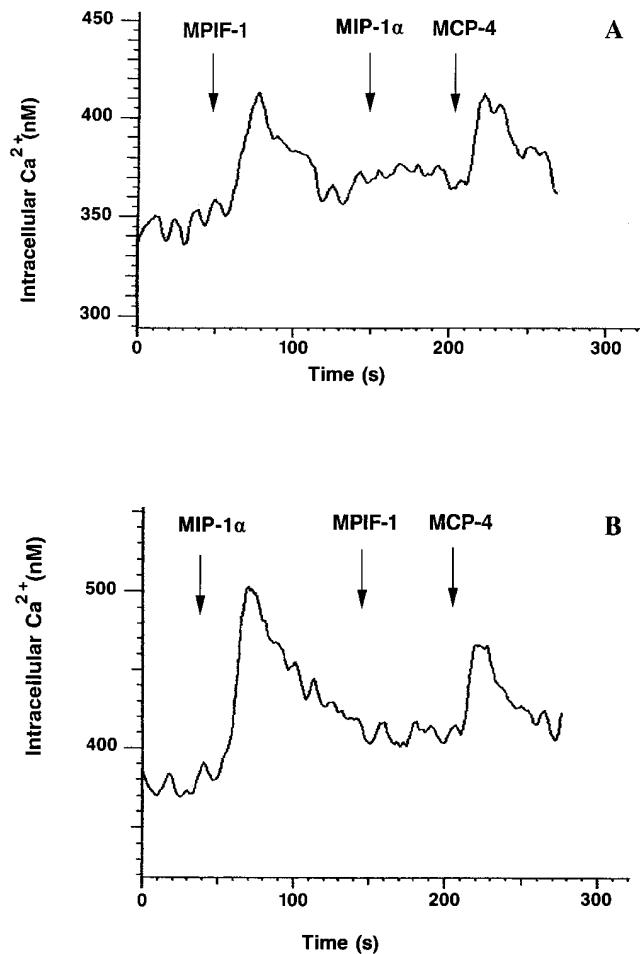 A
MPIF-1 MIP-1α MCP-4
450
400
350
300
Intracellular Ca2+(nM)
0 100 200 300
Time (s)
B
MIP-1α MPIF-1 MCP-4
500
400
Intracellular Ca2+(nM)
0 100 200 300
Time (s)